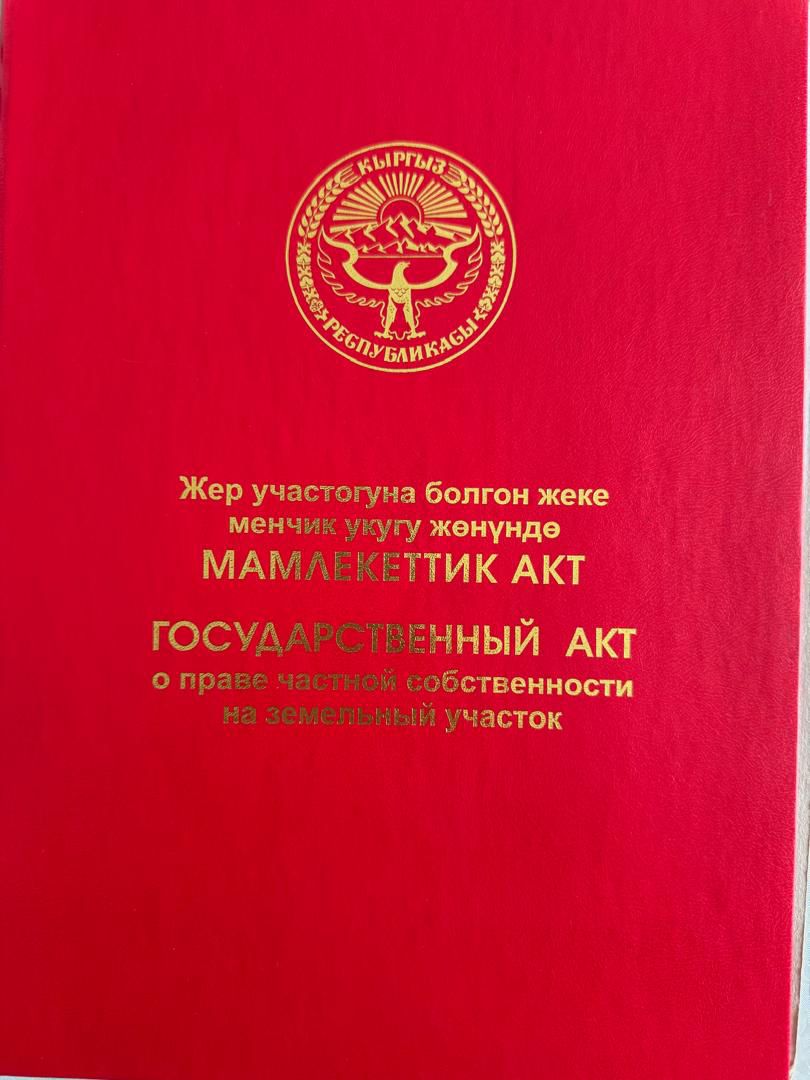 КЫРГЫЗ
РЕСПУБЛИКАСЫ
Жер участогуна болгон жеке
менчик укугу жөнүндө
МАМЛЕКЕТТИК АКТ
ГОСУДАРСТВЕННЫЙ АКТ
о праве частной собственности
на земельный участок